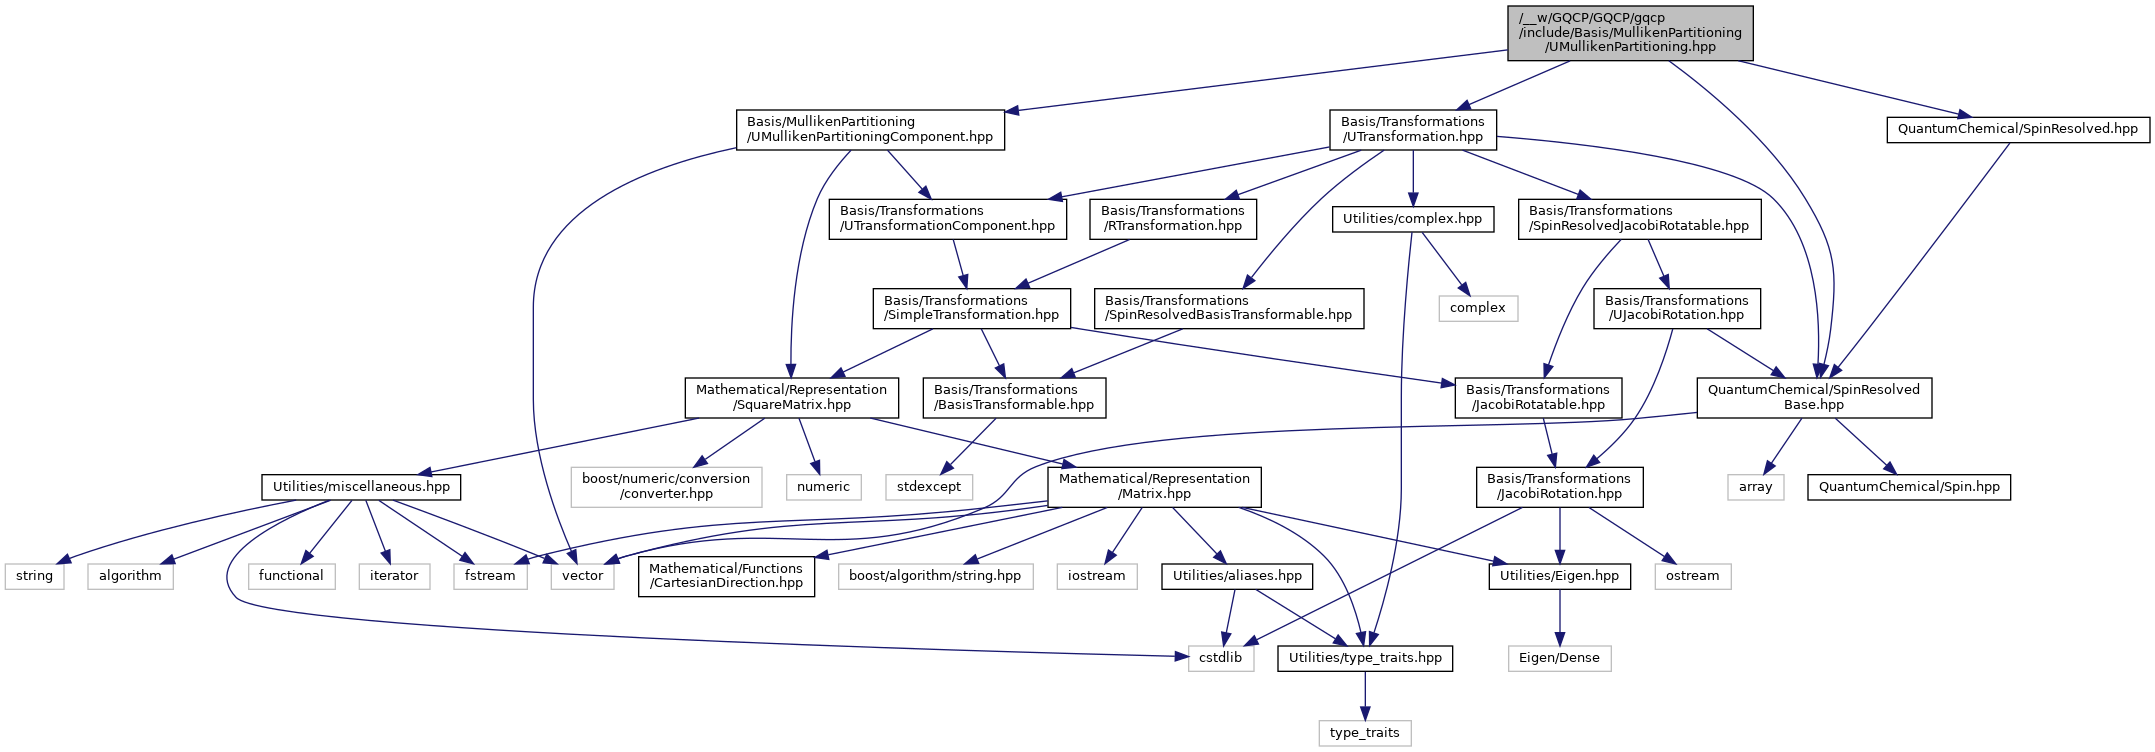 /__w/GQCP/GQCP/gqcp
/include/Basis/MullikenPartitioning
/UMullikenPartitioning.hpp
Basis/MullikenPartitioning
/UMullikenPartitioningComponent.hpp
Basis/Transformations
/UTransformation.hpp
QuantumChemical/SpinResolved.hpp
Basis/Transformations
/UTransformationComponent.hpp
Basis/Transformations
/RTransformation.hpp
Utilities/complex.hpp
Basis/Transformations
/SpinResolvedJacobiRotatable.hpp
Basis/Transformations
/SimpleTransformation.hpp
Basis/Transformations
/SpinResolvedBasisTransformable.hpp
complex
Basis/Transformations
/UJacobiRotation.hpp
Mathematical/Representation
/SquareMatrix.hpp
Basis/Transformations
/BasisTransformable.hpp
Basis/Transformations
/JacobiRotatable.hpp
QuantumChemical/SpinResolved
Base.hpp
Utilities/miscellaneous.hpp
boost/numeric/conversion
/converter.hpp
numeric
stdexcept
Mathematical/Representation
/Matrix.hpp
Basis/Transformations
/JacobiRotation.hpp
array
QuantumChemical/Spin.hpp
string
algorithm
functional
iterator
fstream
vector
Mathematical/Functions
/CartesianDirection.hpp
boost/algorithm/string.hpp
iostream
Utilities/aliases.hpp
Utilities/Eigen.hpp
ostream
cstdlib
Utilities/type_traits.hpp
Eigen/Dense
type_traits